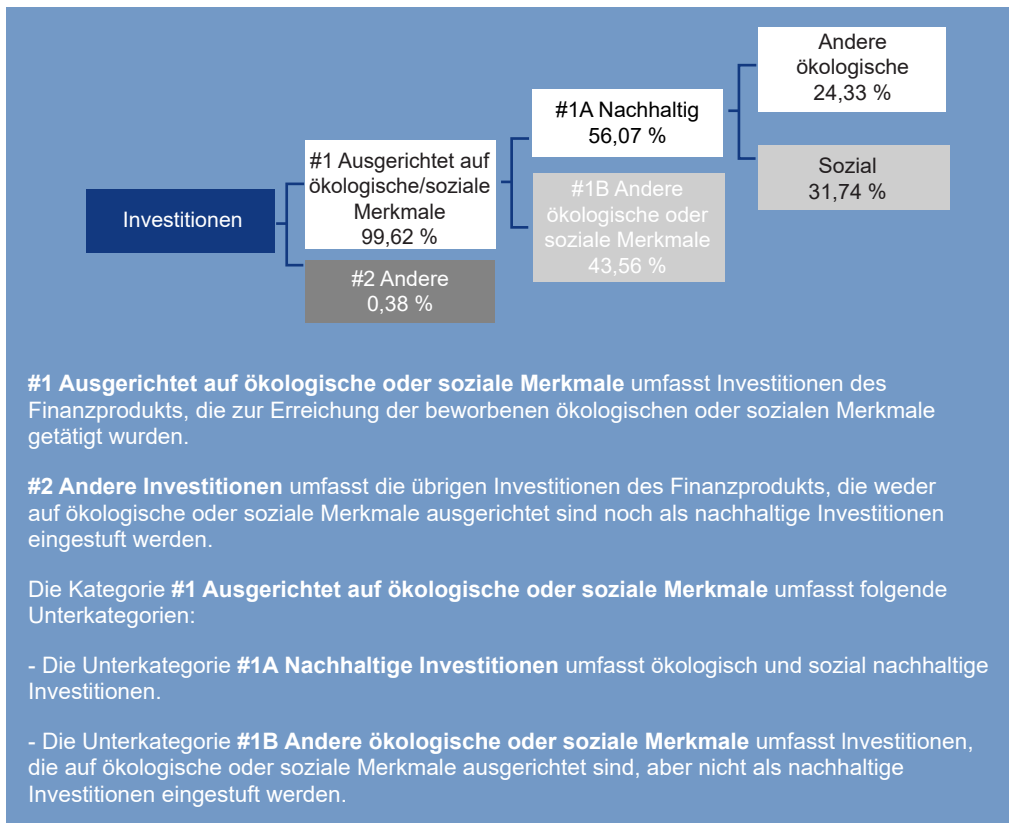 Investitionen
#1 Ausgerichtet auf
ökologische/soziale
Merkmale
99,62 %
#2 Andere
0,38 %
#1A Nachhaltig
56,07 %
#1B Andere
ökologische oder
soziale Merkmale
43,56 %
Andere
ökologische
24,33 %
Sozial
31,74 %
#1 Ausgerichtet auf ökologische oder soziale Merkmale umfasst Investitionen des
Finanzprodukts, die zur Erreichung der beworbenen ökologischen oder sozialen Merkmale
getätigt wurden.
#2 Andere Investitionen umfasst die übrigen Investitionen des Finanzprodukts, die weder
auf ökologische oder soziale Merkmale ausgerichtet sind noch als nachhaltige Investitionen
eingestuft werden.
Die Kategorie #1 Ausgerichtet auf ökologische oder soziale Merkmale umfasst folgende
Unterkategorien:
- Die Unterkategorie #1A Nachhaltige Investitionen umfasst ökologisch und sozial nachhaltige
Investitionen.
- Die Unterkategorie #1B Andere ökologische oder soziale Merkmale umfasst Investitionen,
die auf ökologische oder soziale Merkmale ausgerichtet sind, aber nicht als nachhaltige
Investitionen eingestuft werden.